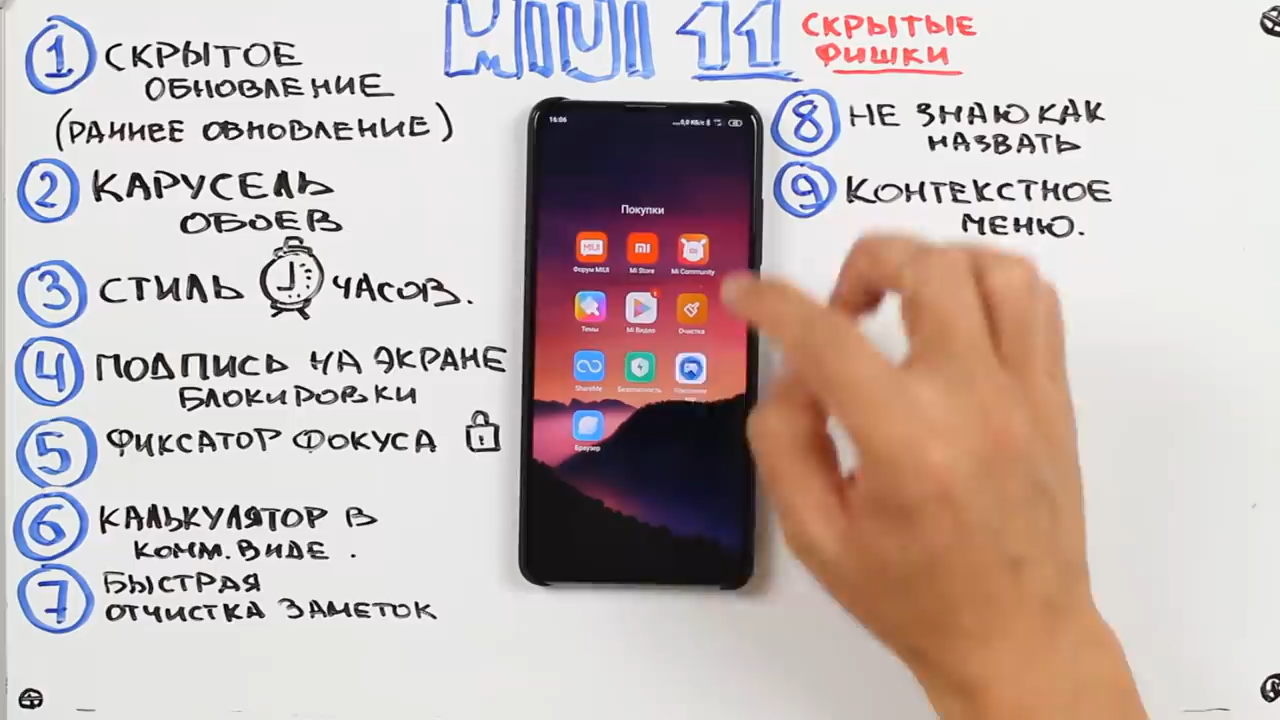 MIUI 11
СКРЫТЫЕ
ФИШКИ
1 СКРЫТОЕ
ОБНОВЛЕНИЕ
(РАННЕЕ ОБНОВЛЕНИЕ)
2 КАРУСЕЛЬ
ОБОЕВ
3 СТИЛЬ ЧАСОВ.
4 ПОДПИСЬ НА ЭКРАНЕ
БЛОКИРОВКИ
5 ФИКСАТОР ФОКУСА
6 КАЛЬКУЛЯТОР В
КОММ. ВИДЕ .
7 БЫСТРАЯ
ОТЧИСТКА ЗАМЕТОК
8 НЕ ЗНАЮ КАК
НАЗВАТЬ
9 КОНТЕКСТНОЕ
МЕНЮ.
16:06
Покупки
MIUI mi
Форум MIUI Mi Store Mi Community
Темы Mi Видео Очистка
ShareMe Безопасность
Браузер